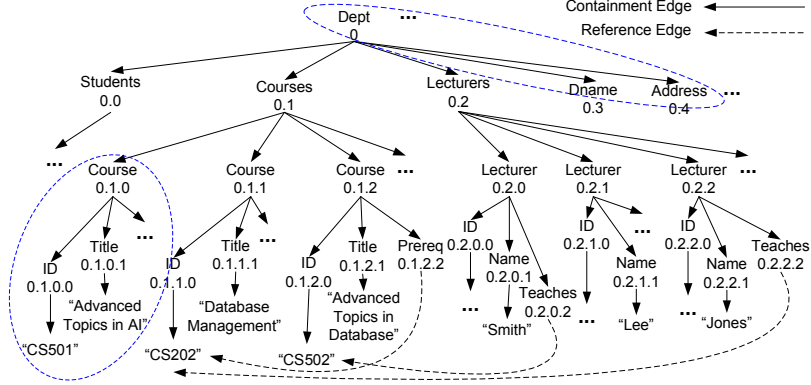 Dept
0
...
Containment Edge
Reference Edge
Students
0.0
Courses
0.1
Lecturers
0.2
Dname
0.3
Address
0.4
...
...
Course
0.1.0
Course
0.1.1
Course
0.1.2
...
Lecturer
0.2.0
Lecturer
0.2.1
Lecturer
0.2.2
...
ID
0.1.0.0
Title
0.1.0.1
...
ID
0.1.1.0
Title
0.1.1.1
...
ID
0.1.2.0
Title
0.1.2.1
Prereq
0.1.2.2
ID
0.2.0.0
Name
0.2.0.1
Teaches
0.2.0.2
ID
0.2.1.0
Name
0.2.1.1
...
ID
0.2.2.0
Name
0.2.2.1
Teaches
0.2.2.2
“CS501”
“Advanced
Topics in AI”
“CS202”
“Database
Management”
“CS502”
“Advanced
Topics in
Database”
...
“Smith”
...
“Lee”
...
“Jones”